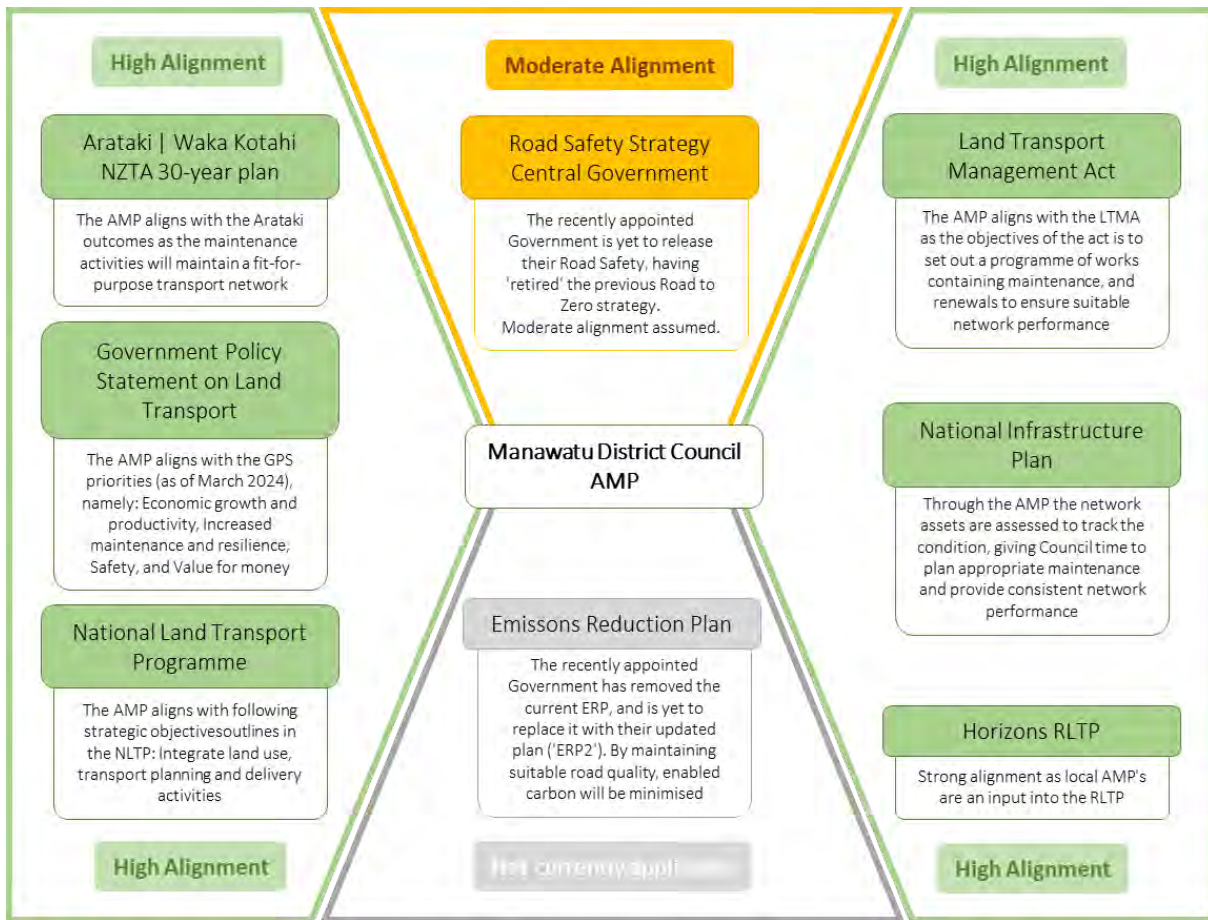 High Alignment
Arataki | Waka Kotahi
NZTA 30-year plan
The AMP aligns with the Arataki
outcomes as the maintenance
activities will maintain a fit-for-
purpose transport network
Government Policy
Statement on Land
Transport
The AMP aligns with the GPS
priorities (as of March 2024),
namely: Economic growth and
productivity, Increased
maintenance and resilience,
Safety, and Value for money
National Land Transport
Programme
The AMP aligns with following
strategic objectivesoutlines in
the NLTP: Integrate land use,
transport planning and delivery
activities
High Alignment
Moderate Alignment
Road Safety Strategy
Central Government
The recently appointed
Government is yet to release
their Road Safety, having
'retired' the previous Road to
Zero strategy.
Moderate alignment assumed.
Manawatu District Council
AMP
Emissons Reduction Plan
The recently appointed
Government has removed the
current ERP, and is yet to
replace it with their updated
plan ('ERP2'). By maintaining
suitable road quality, enabled
carbon will be minimised
Not currently applicable
High Alignment
Land Transport
Management Act
The AMP aligns with the LTMA
as the objectives of the act is to
set out a programme of works
containing maintenance, and
renewals to ensure suitable
network performance
National Infrastructure
Plan
Through the AMP the network
assets are assessed to track the
condition, giving Council time to
plan appropriate maintenance
and provide consistent network
performance
Horizons RLTP
Strong alignment as local AMP's
are an input into the RLTP
High Alignment